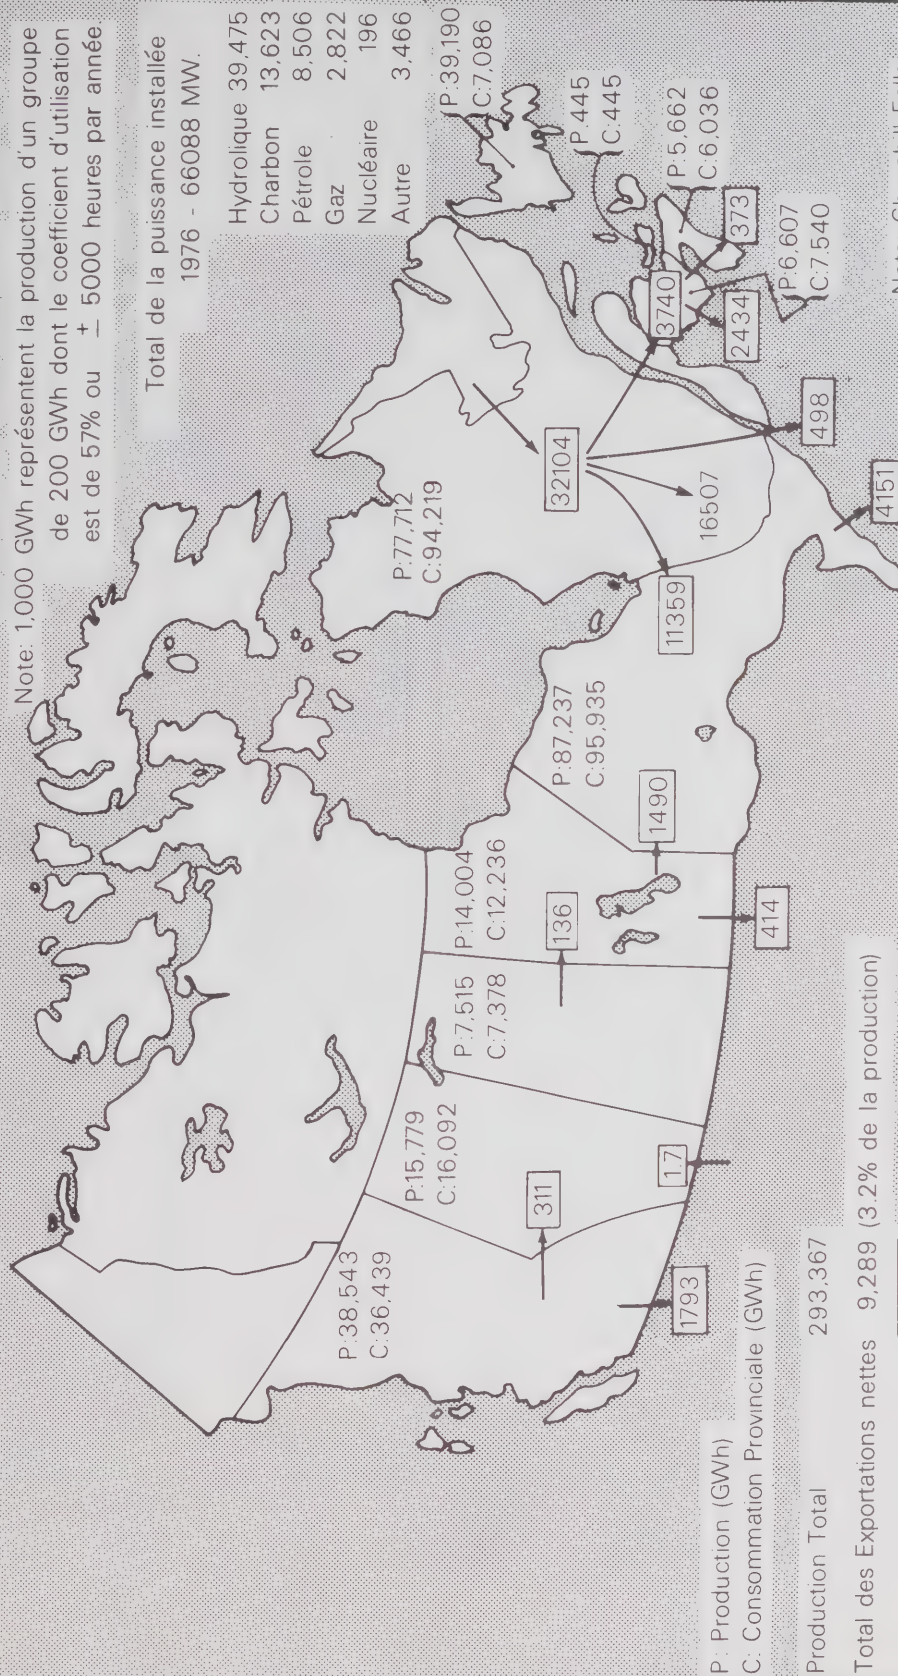 Note: 1,000 GWh représentent la production d'un groupe
de 200 GWh dont le coefficient d'utilisation
est de 57% ou ± 5000 heures par année.
Total de la puissance installée
1976 - 66088 MW.
Hydrolique 39,475
Charbon 13,623
Pétrole 8,506
Gaz 2,822
Nucléaire 196
Autre 3,466
P:39,190
C:7,086
P:445
C:445
P:5,662
C:6,036
373
P:6,607
C:7,540
2434
3740
32104
P:77,712
C:94,219
16507
498
4151
11359
P:87,237
C:95,935
1490
P:14,004
C:12,236
136
414
P:7,515
C:7,378
P:15,779
C:16,092
311
1.7
P:38,543
C:36,439
1793
P: Production (GWh)
C: Consommation Provinciale (GWh)
Production Total 293,367
Total des Exportations nettes 9,289 (3.2% de la production)